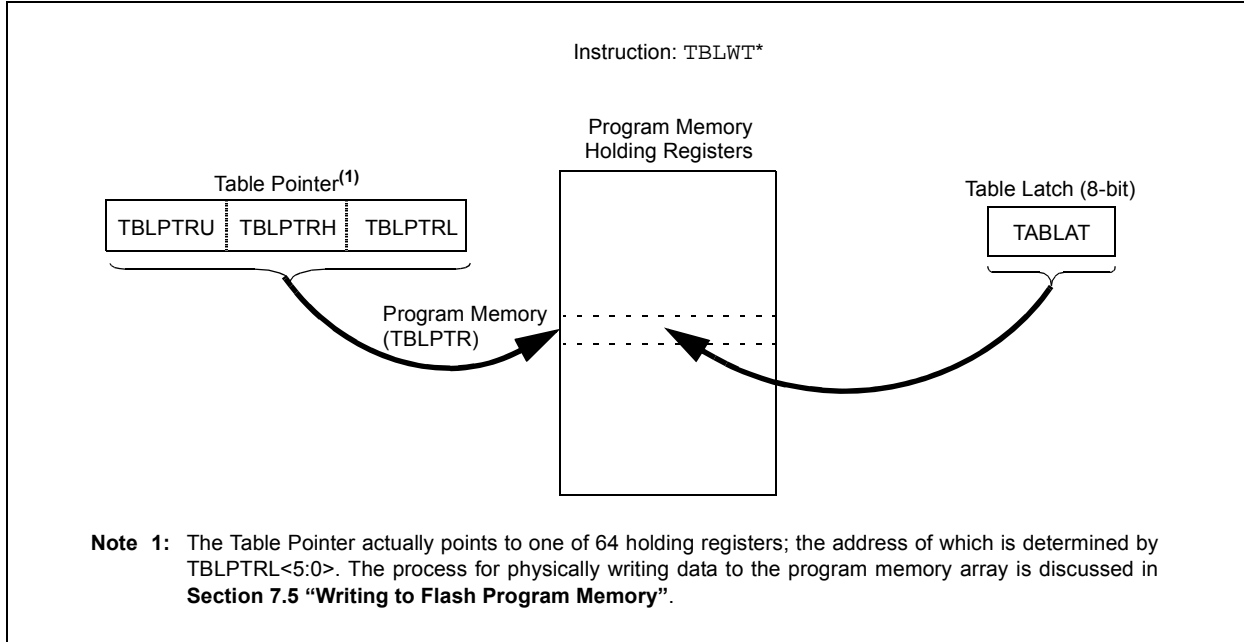 Instruction: TBLWT*
Program Memory
Holding Registers
Table Pointer(1)
Table Latch (8-bit)
TBLPTRU TBLPTRH TBLPTRL
TABLAT
Program Memory
(TBLPTR)
Note 1: The Table Pointer actually points to one of 64 holding registers; the address of which is determined by
TBLPTRL<5:0>. The process for physically writing data to the program memory array is discussed in
Section 7.5 “Writing to Flash Program Memory”.